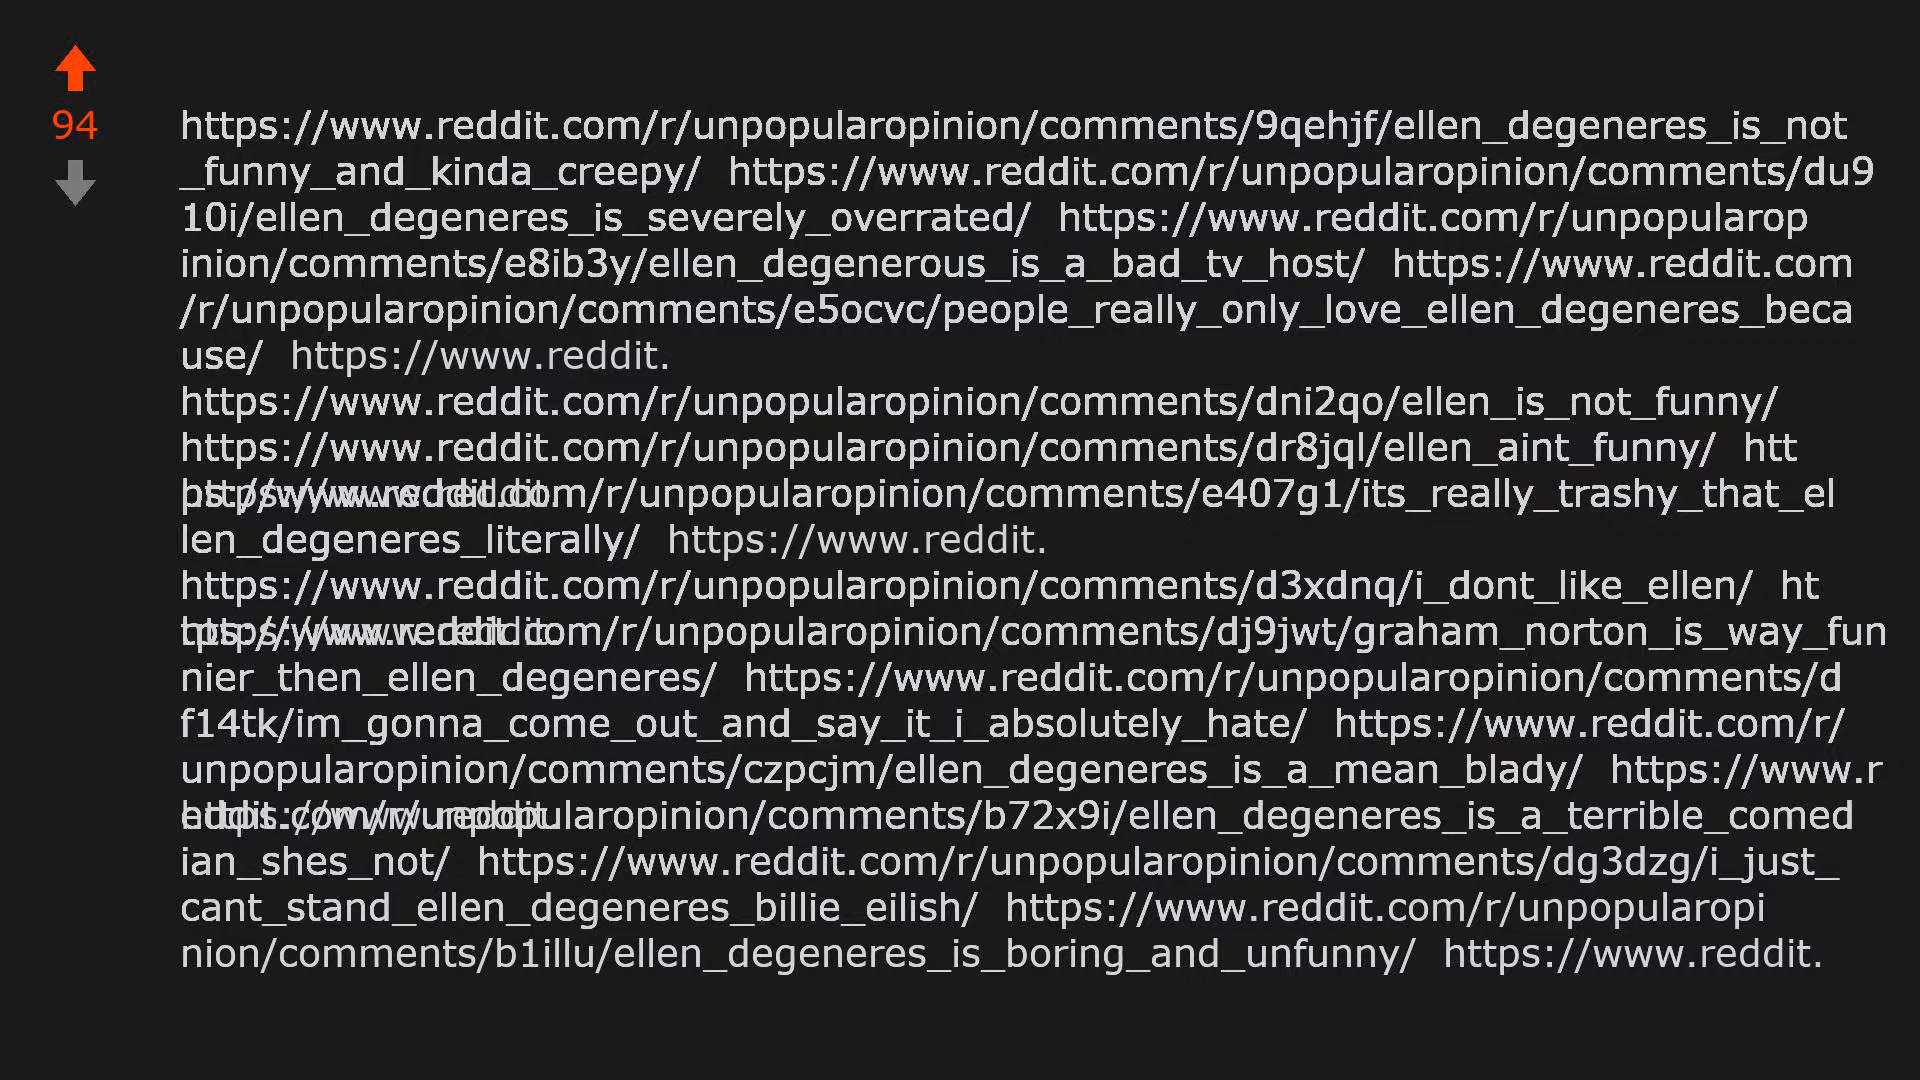 94
https://www.reddit.com/r/unpopularopinion/comments/9qehjf/ellen_degeneres_is_not
_funny_and_kinda_creepy/ https://www.reddit.com/r/unpopularopinion/comments/du9
10i/ellen_degeneres_is_severely_overrated/ https://www.reddit.com/r/unpopularop
inion/comments/e8ib3y/ellen_degenerous_is_a_bad_tv_host/ https://www.reddit.com
/r/unpopularopinion/comments/e5ocvc/people_really_only_love_ellen_degeneres_beca
use/ https://www.reddit.
https://www.reddit.com/r/unpopularopinion/comments/dni2qo/ellen_is_not_funny/
https://www.reddit.com/r/unpopularopinion/comments/dr8jql/ellen_aint_funny/ htt
/r/unpopularopinion/comments/e407g1/its_really_trashy_that_el
len_degeneres_literally/ https://www.reddit.
https://www.reddit.com/r/unpopularopinion/comments/d3xdnq/i_dont_like_ellen/ ht
/r/unpopularopinion/comments/dj9jwt/graham_norton_is_way_fun
nier_then_ellen_degeneres/ https://www.reddit.com/r/unpopularopinion/comments/d
f14tk/im_gonna_come_out_and_say_it_i_absolutely_hate/ https://www.reddit.com/r/
unpopularopinion/comments/czpcjm/ellen_degeneres_is_a_mean_blady/ https://www.r
/comments/b72x9i/ellen_degeneres_is_a_terrible_comed
ian_shes_not/ https://www.reddit.com/r/unpopularopinion/comments/dg3dzg/i_just_
cant_stand_ellen_degeneres_billie_eilish/ https://www.reddit.com/r/unpopularopi
nion/comments/b1illu/ellen_degeneres_is_boring_and_unfunny/ https://www.reddit.